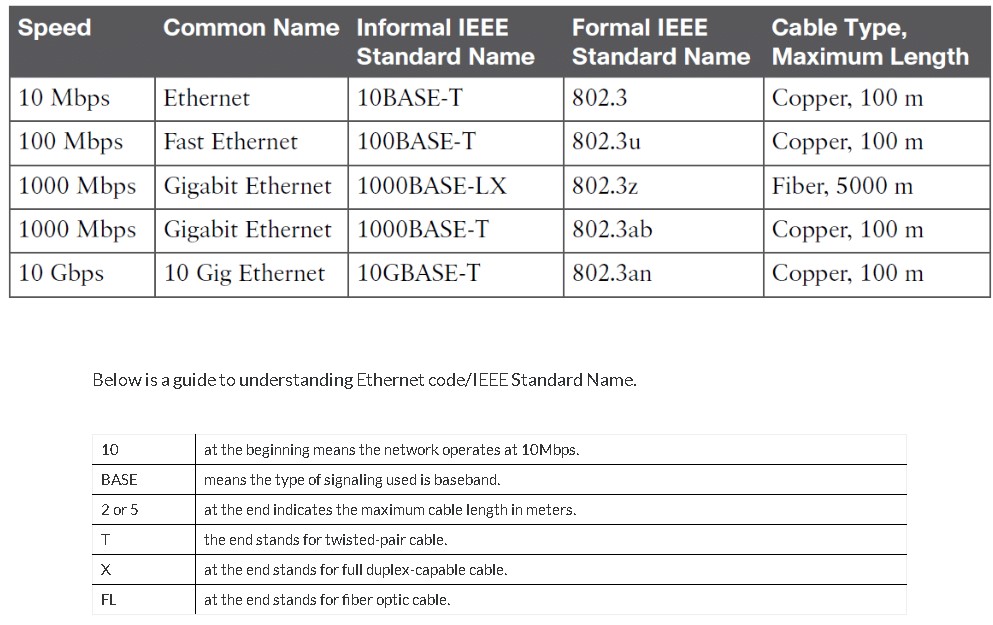 Speed Common Name Informal IEEE Standard Name Formal IEEE Standard Name Cable Type, Maximum Length
10 Mbps Ethernet 10BASE-T 802.3 Copper, 100 m
100 Mbps Fast Ethernet 100BASE-T 802.3u Copper, 100 m
1000 Mbps Gigabit Ethernet 1000BASE-LX 802.3z Fiber, 5000 m
1000 Mbps Gigabit Ethernet 1000BASE-T 802.3ab Copper, 100 m
10 Gbps 10 Gig Ethernet 10GBASE-T 802.3an Copper, 100 m
Below is a guide to understanding Ethernet code/IEEE Standard Name.
10 at the beginning means the network operates at 10Mbps.
BASE means the type of signaling used is baseband.
2 or 5 at the end indicates the maximum cable length in meters.
T the end stands for twisted-pair cable.
X at the end stands for full duplex-capable cable.
FL at the end stands for fiber optic cable.